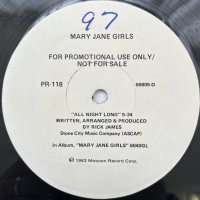 97
MARY JANE GIRLS
FOR PROMOTIONAL USE ONLY/
NOT FOR SALE
PR-118
66805-D
"ALL NIGHT LONG" 5:34
WRITTEN, ARRANGED & PRODUCED
BY RICK JAMES
Stone City Music Company (ASCAP)
in Album, "MARY JANE GIRLS" 6040GL
℗ 1983 Motown Record Corp.